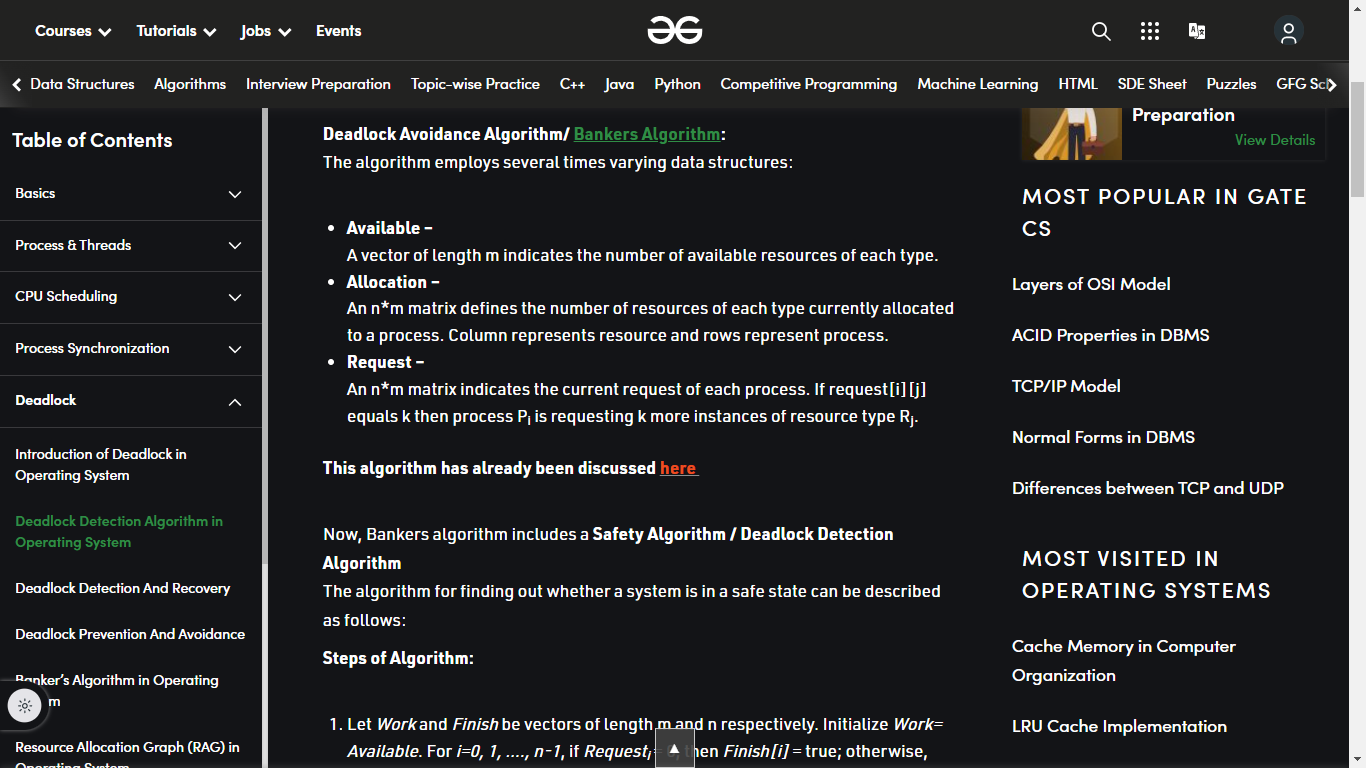 Courses
Tutorials
Jobs
Events
Data Structures
Algorithms
Interview Preparation
Topic-wise Practice
C++
Java
Python
Competitive Programming
Machine Learning
HTML
SDE Sheet
Puzzles
GFG
Table of Contents
Basics
Process & Threads
CPU Scheduling
Process Synchronization
Deadlock
Introduction of Deadlock in
Operating System
Deadlock Detection Algorithm in
Operating System
Deadlock Detection And Recovery
Deadlock Prevention And Avoidance
Banker's Algorithm in Operating
Resource Allocation Graph (RAG) in
Operating System
Deadlock Avoidance Algorithm/ Bankers Algorithm:
The algorithm employs several times varying data structures:
• Available –
A vector of length m indicates the number of available resources of each type.
• Allocation –
An n*m matrix defines the number of resources of each type currently allocated
to a process. Column represents resource and rows represent process.
• Request –
An n*m matrix indicates the current request of each process. If request[i][j]
equals k then process Pi is requesting k more instances of resource type Rj.
This algorithm has already been discussed here
Now, Bankers algorithm includes a Safety Algorithm / Deadlock Detection
Algorithm
The algorithm for finding out whether a system is in a safe state can be described
as follows:
Steps of Algorithm:
1. Let Work and Finish be vectors of length m and n respectively. Initialize Work=
Available. For i=0, 1, …., n-1, if Requesti = then Finish[i] = true; otherwise,
Preparation
View Details
MOST POPULAR IN GATE
CS
Layers of OSI Model
ACID Properties in DBMS
TCP/IP Model
Normal Forms in DBMS
Differences between TCP and UDP
MOST VISITED IN
OPERATING SYSTEMS
Cache Memory in Computer
Organization
LRU Cache Implementation